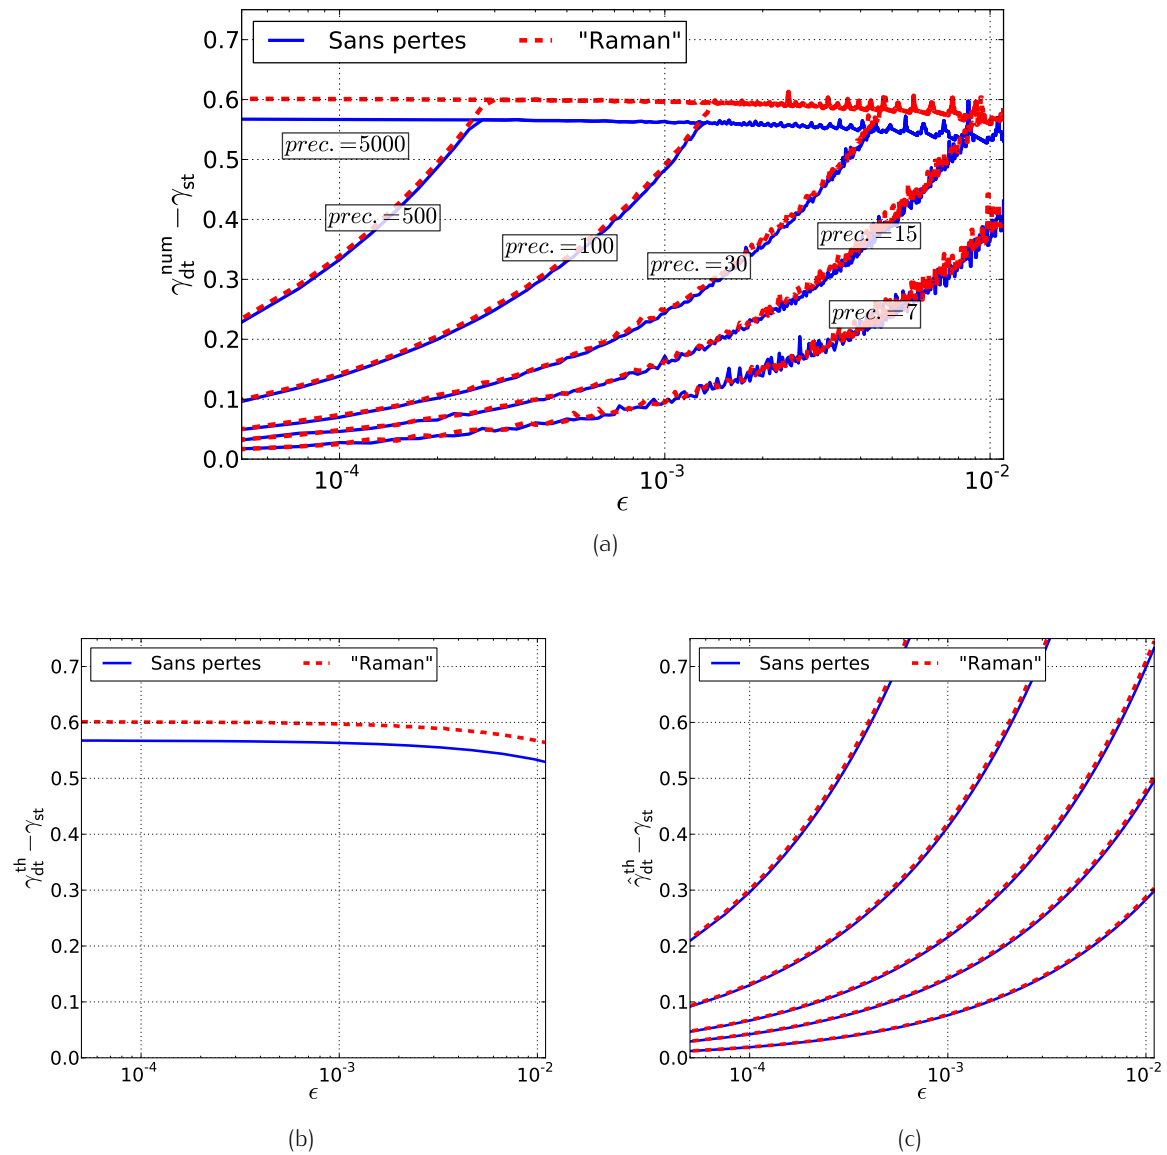 Sans pertes "Raman"
0.7
0.6
0.5
0.4
0.3
0.2
0.1
0.0
γ_dt^num − γ_st
prec.=5000
prec.=500
prec.=100
prec.=30
prec.=15
prec.=7
10^-4 10^-3 10^-2
ϵ
(a)
Sans pertes "Raman"
0.7
0.6
0.5
0.4
0.3
0.2
0.1
0.0
γ_dt^th − γ_st
10^-4 10^-3 10^-2
ϵ
(b)
Sans pertes "Raman"
0.7
0.6
0.5
0.4
0.3
0.2
0.1
0.0
γ̂_dt^th − γ_st
10^-4 10^-3 10^-2
ϵ
(c)